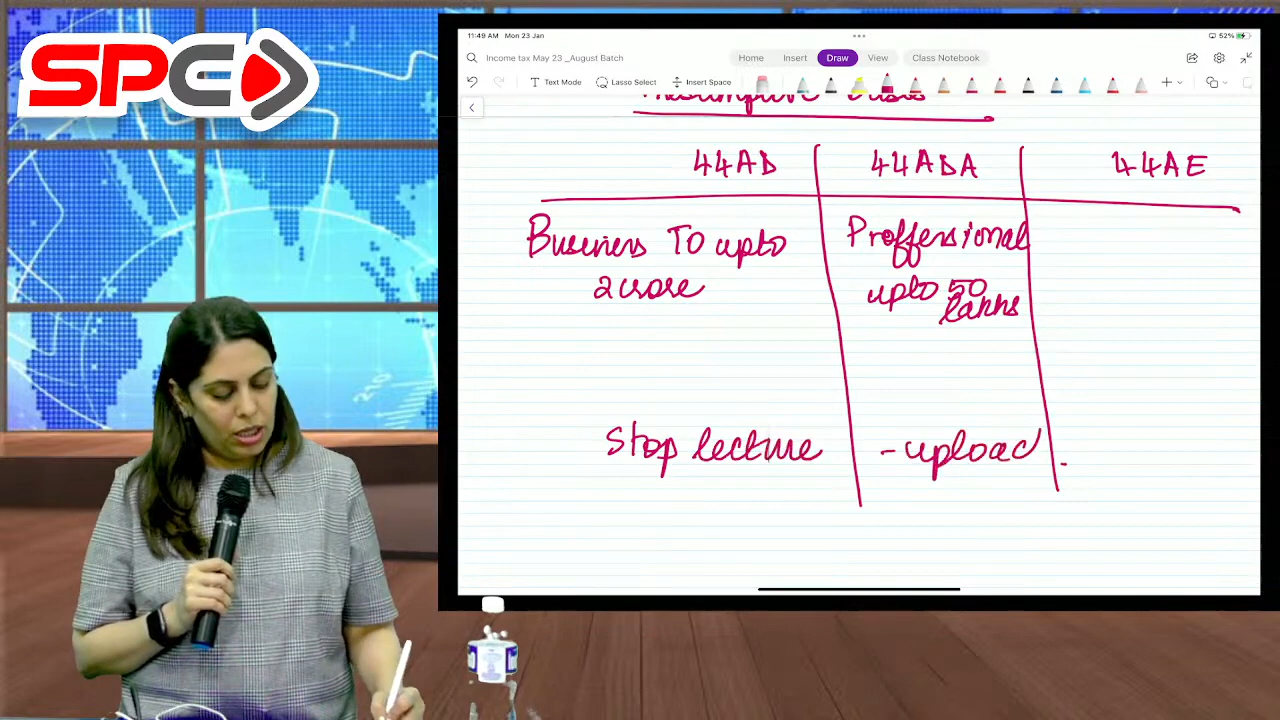 SPC
11:49 AM Mon 23 Jan
52%
Income tax May 23 _August Batch
Home Insert Draw View Class Notebook
Text Mode Lasso Select Insert Space
44AD 44ADA 44AE
Business TO upto
2 crore
Proffessional
upto 50
lakhs
Stop lecture - upload